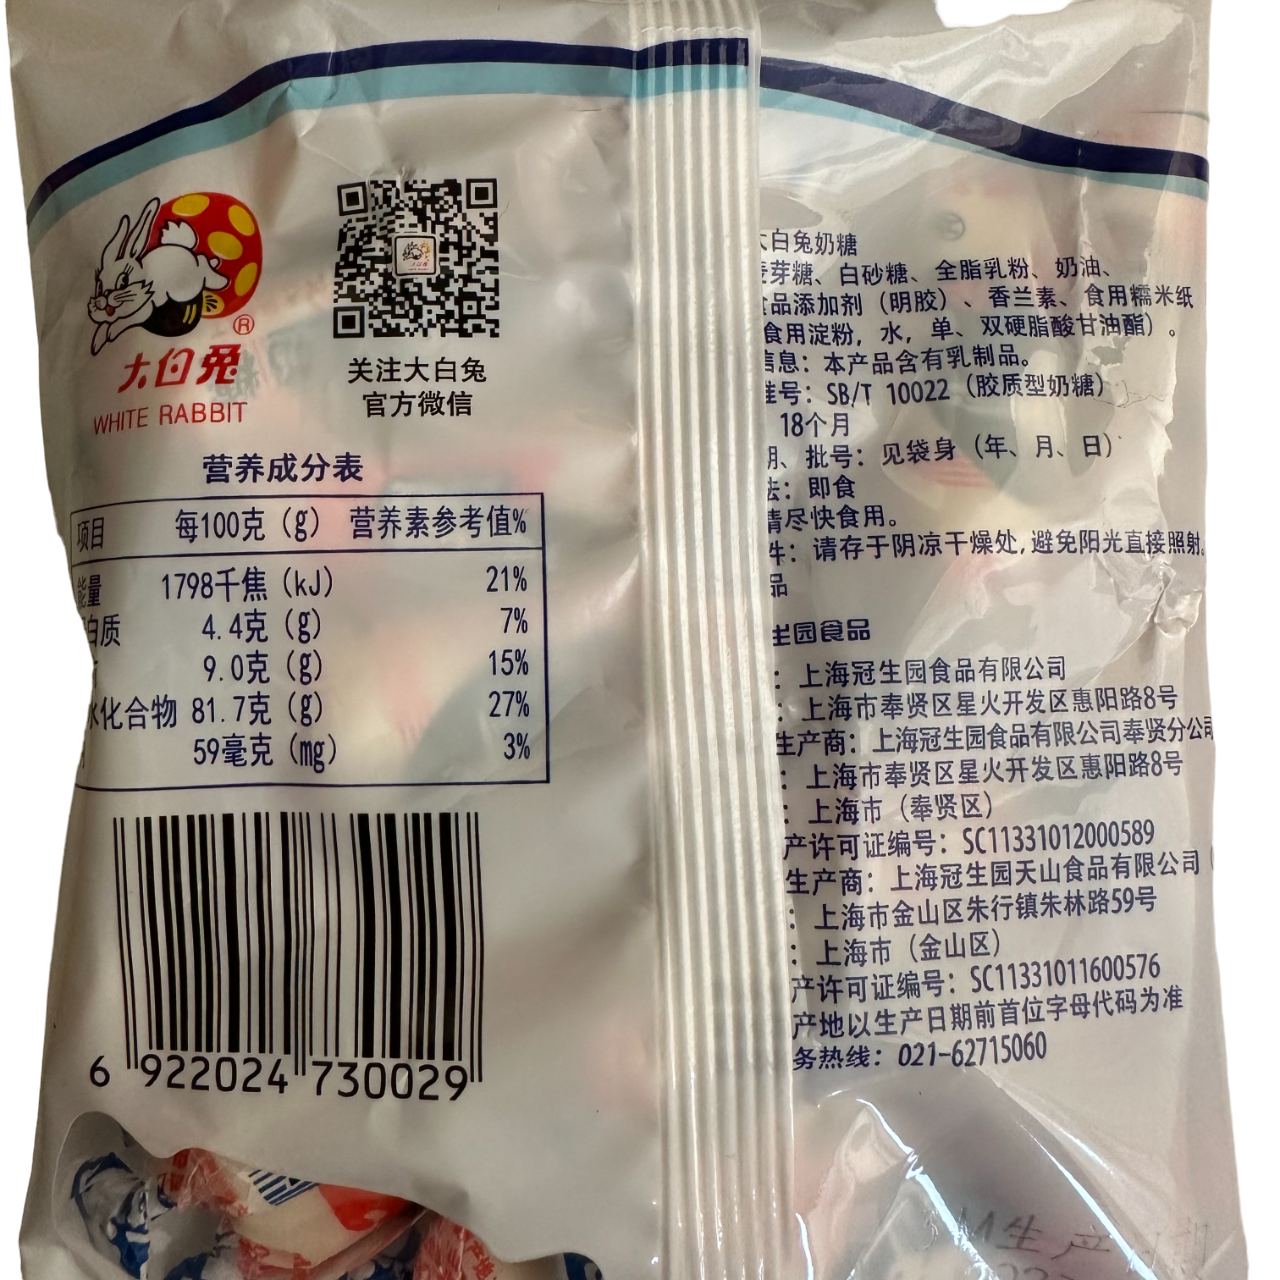 大白兔
WHITE RABBIT
®
关注大白兔
官方微信
营养成分表
项目 每100克（g） 营养素参考值%
能量 1798千焦（kJ） 21%
白质 4.4克（g） 7%
9.0克（g） 15%
水化合物 81.7克（g） 27%
59毫克（mg） 3%
6 922024 730029
大白兔奶糖
麦芽糖、白砂糖、全脂乳粉、奶油、
食品添加剂（明胶）、香兰素、食用糯米纸
食用淀粉，水，单、双硬脂酸甘油酯）。
信息：本产品含有乳制品。
准号：SB/T 10022（胶质型奶糖）
18个月
期、批号：见袋身（年、月、日）
法：即食
请尽快食用。
件：请存于阴凉干燥处,避免阳光直接照射。
品
生园食品
：上海冠生园食品有限公司
：上海市奉贤区星火开发区惠阳路8号
生产商：上海冠生园食品有限公司奉贤分公司
：上海市奉贤区星火开发区惠阳路8号
：上海市（奉贤区）
产许可证编号：SC11331012000589
生产商：上海冠生园天山食品有限公司（
：上海市金山区朱行镇朱林路59号
：上海市（金山区）
产许可证编号：SC11331011600576
产地以生产日期前首位字母代码为准
务热线：021-62715060
生产